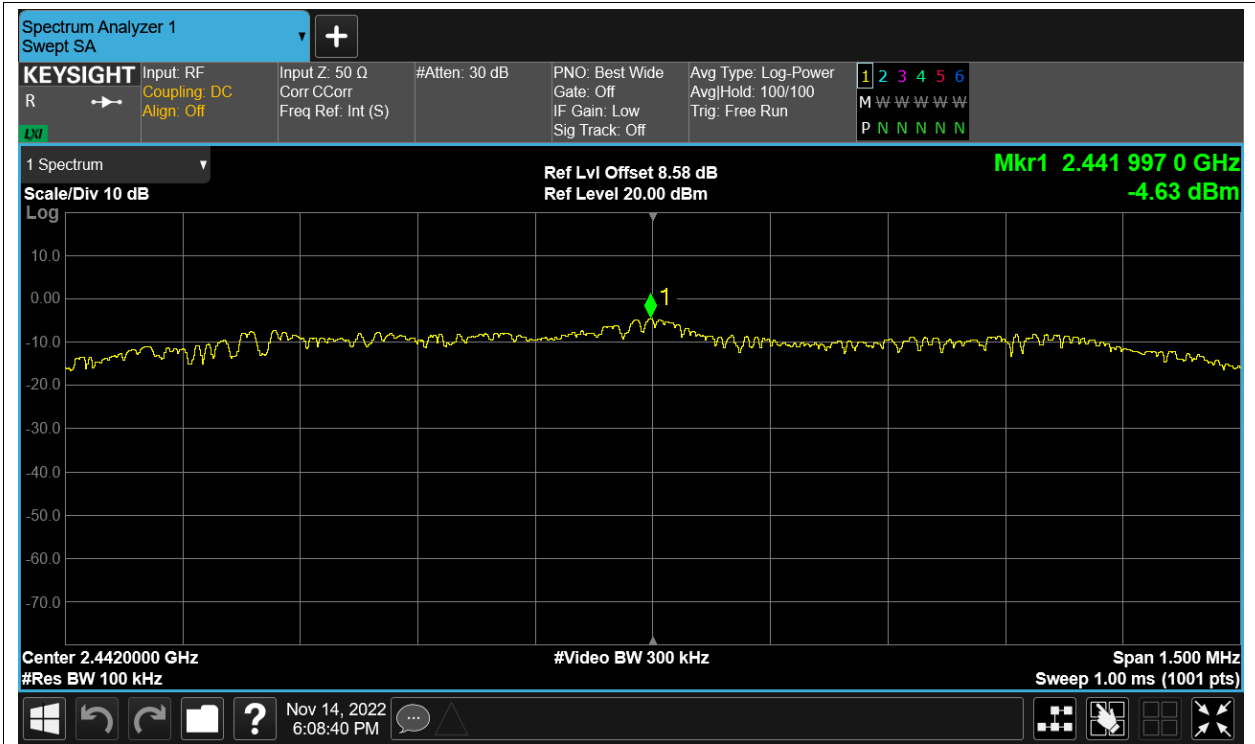 Spectrum Analyzer 1
Swept SA
+
KEYSIGHT
R
LXI
Input: RF
Coupling: DC
Align: Off
Input Z: 50 Ω
Corr CCorr
Freq Ref: Int (S)
#Atten: 30 dB
PNO: Best Wide
Gate: Off
IF Gain: Low
Sig Track: Off
Avg Type: Log-Power
Avg|Hold: 100/100
Trig: Free Run
1 2 3 4 5 6
M W W W W W
P N N N N N
1 Spectrum
Scale/Div 10 dB
Log
Ref Lvl Offset 8.58 dB
Ref Level 20.00 dBm
Mkr1 2.441 997 0 GHz
-4.63 dBm
10.0
0.00
1
-10.0
-20.0
-30.0
-40.0
-50.0
-60.0
-70.0
Center 2.4420000 GHz
#Video BW 300 kHz
Span 1.500 MHz
#Res BW 100 kHz
Sweep 1.00 ms (1001 pts)
?
Nov 14, 2022
6:08:40 PM